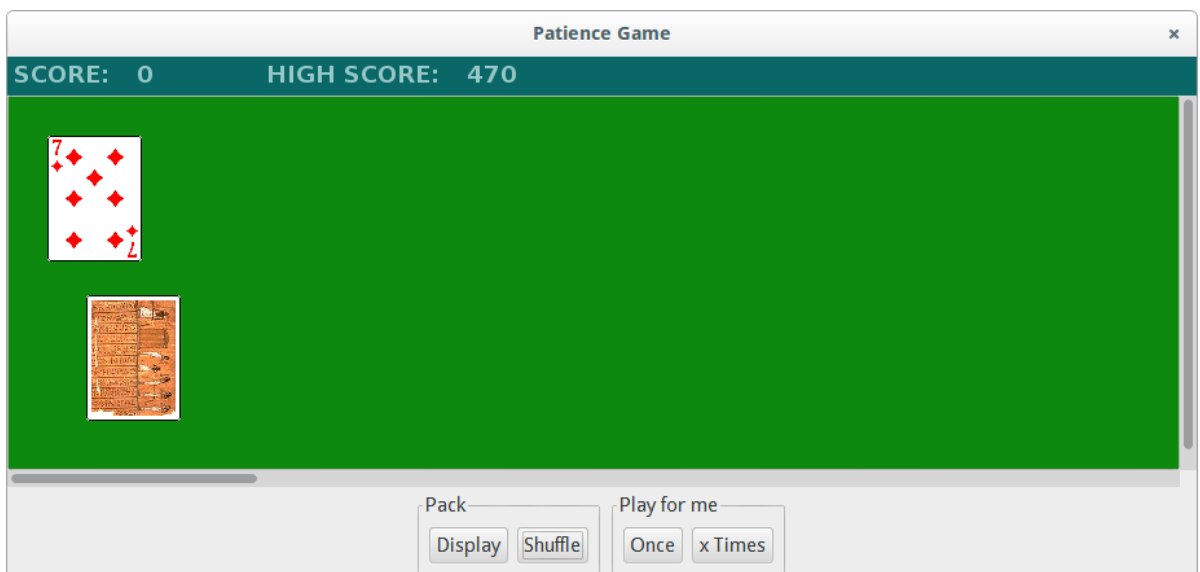 Patience Game ×
SCORE: 0 HIGH SCORE: 470
7
7
Pack Play for me
Display Shuffle Once x Times